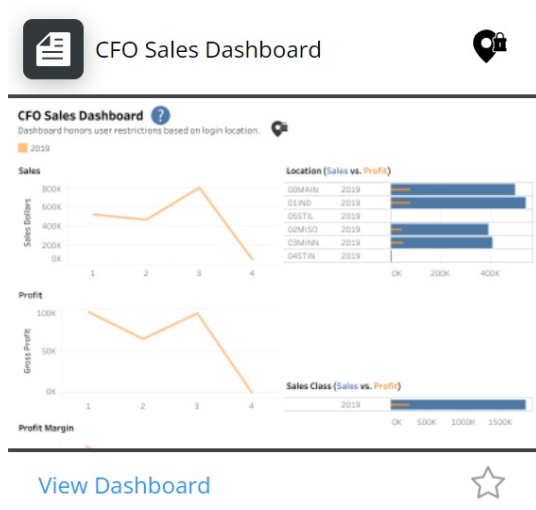 CFO Sales Dashboard
CFO Sales Dashboard ?
Dashboard honors user restrictions based on login location.
2019
Sales
Sales Dollars
800K
600K
400K
200K
0K
1 2 3 4
Profit
Gross Profit
100K
50K
0K
1 2 3 4
Profit Margin
Location (Sales vs. Profit)
00MAIN 2019
01IND 2019
05STIL 2019
02MISO 2019
03MINN 2019
04STIN 2019
0K 200K 400K
Sales Class (Sales vs. Profit)
2019
0K 500K 1000K 1500K
View Dashboard